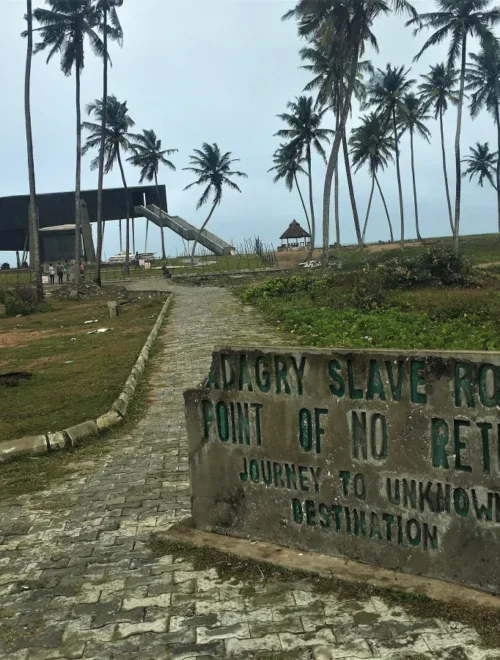 ADAGRY SLAVE RO
POINT OF NO RET
JOURNEY TO UNKNOWN
DESTINATION